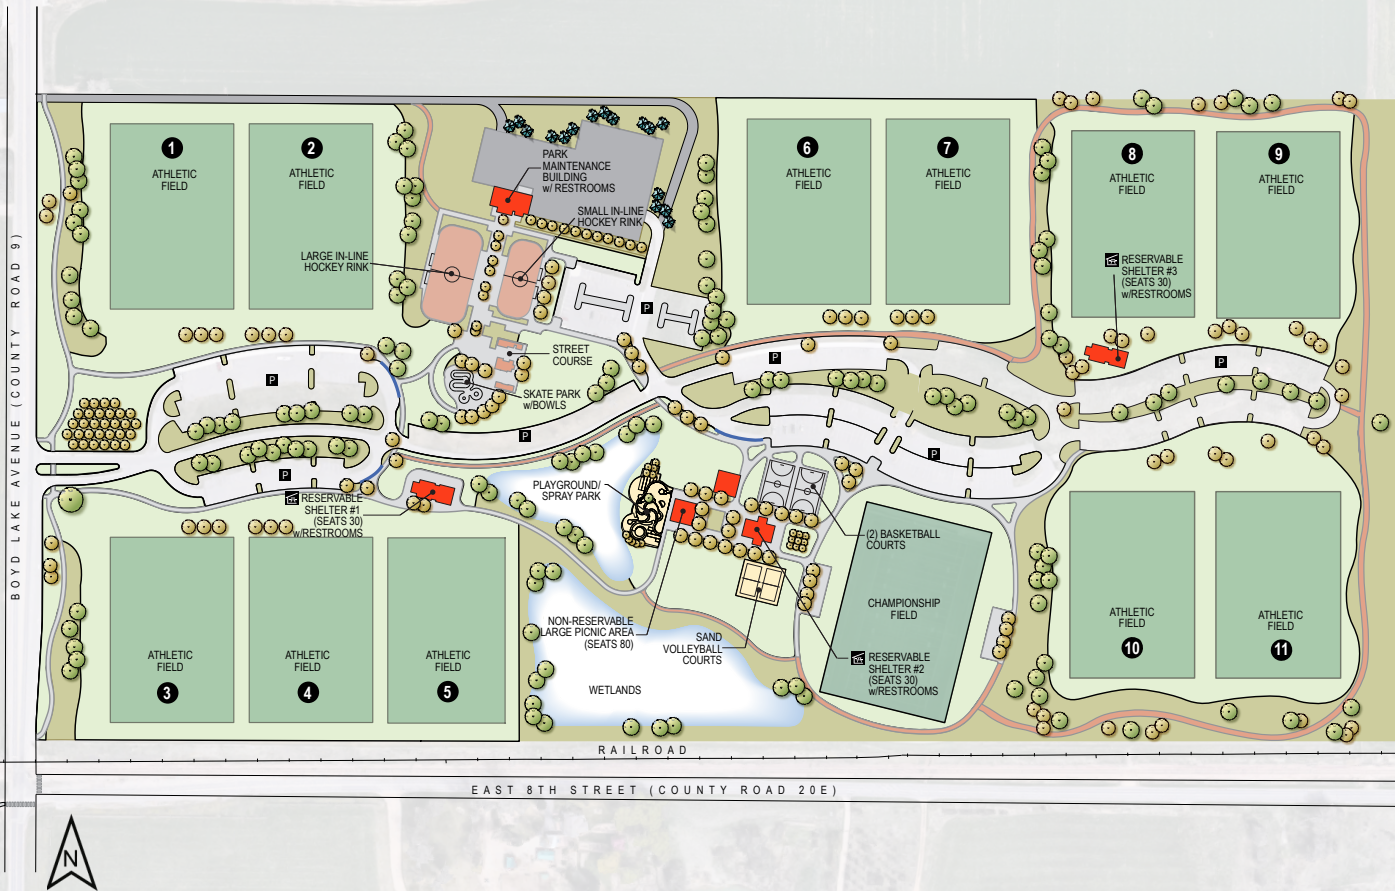 1
ATHLETIC
FIELD
2
ATHLETIC
FIELD
PARK
MAINTENANCE
BUILDING
w/ RESTROOMS
SMALL IN-LINE
HOCKEY RINK
LARGE IN-LINE
HOCKEY RINK
6
ATHLETIC
FIELD
7
ATHLETIC
FIELD
8
ATHLETIC
FIELD
9
ATHLETIC
FIELD
RESERVABLE
SHELTER #3
(SEATS 30)
w/RESTROOMS
P
STREET
COURSE
SKATE PARK
w/BOWLS
P
P
P
P
P
P
BOYD LAKE AVENUE (COUNTY ROAD 9)
RESERVABLE
SHELTER #1
(SEATS 30)
w/RESTROOMS
PLAYGROUND/
SPRAY PARK
(2) BASKETBALL
COURTS
CHAMPIONSHIP
FIELD
NON-RESERVABLE
LARGE PICNIC AREA
(SEATS 80)
SAND
VOLLEYBALL
COURTS
RESERVABLE
SHELTER #2
(SEATS 30)
w/RESTROOMS
WETLANDS
ATHLETIC
FIELD
3
ATHLETIC
FIELD
4
ATHLETIC
FIELD
5
ATHLETIC
FIELD
10
ATHLETIC
FIELD
11
RAILROAD
EAST 8TH STREET (COUNTY ROAD 20E)
N